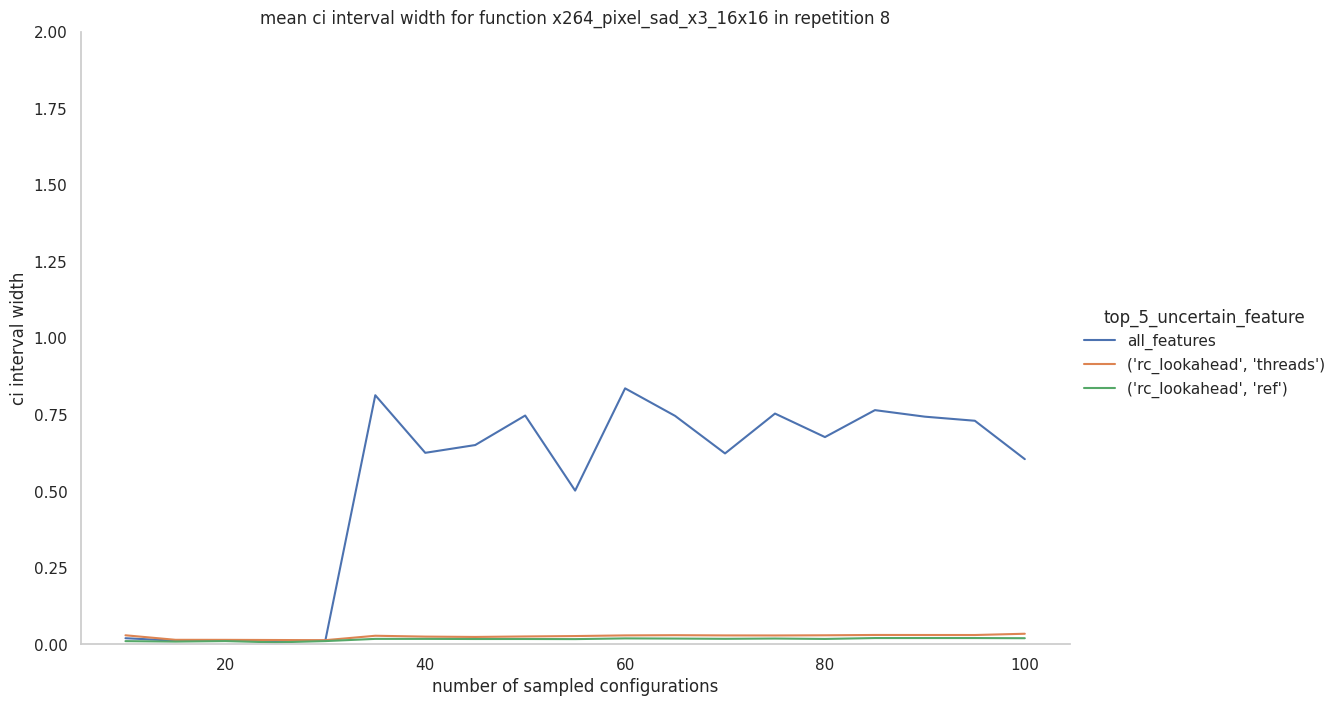 mean ci interval width for function x264_pixel_sad_x3_16x16 in repetition 8
2.00
1.75
1.50
1.25
1.00
0.75
0.50
0.25
0.00
ci interval width
20
40
60
80
100
number of sampled configurations
top_5_uncertain_feature
all_features
('rc_lookahead', 'threads')
('rc_lookahead', 'ref')